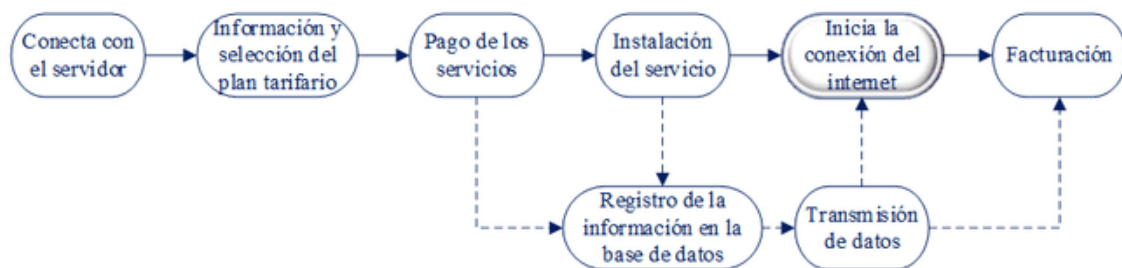 Conecta con
el servidor
Información y
selección del
plan tarifario
Pago de los
servicios
Instalación
del servicio
Inicia la
conexión del
internet
Facturación
Registro de la
información en la
base de datos
Transmisión
de datos